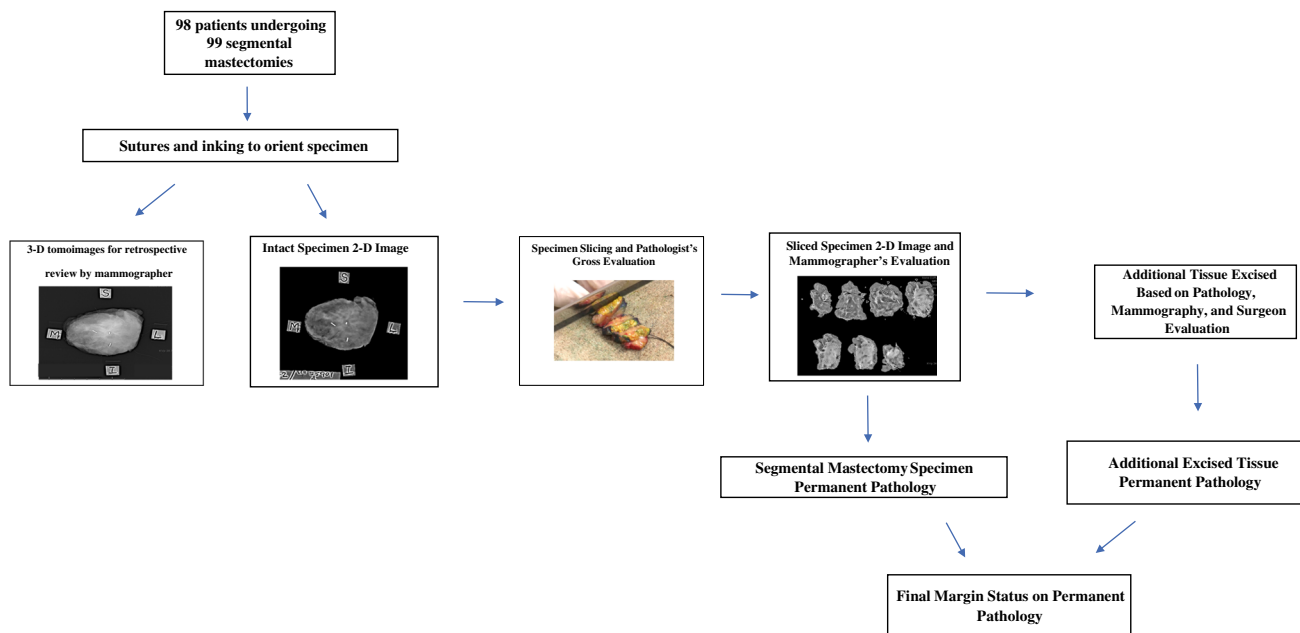 98 patients undergoing
99 segmental
mastectomies
Sutures and inking to orient specimen
3-D tomoimages for retrospective
review by mammographer
S
M
L
I
Intact Specimen 2-D Image
S
M
L
I
Specimen Slicing and Pathologist's
Gross Evaluation
Sliced Specimen 2-D Image and
Mammographer's Evaluation
Additional Tissue Excised
Based on Pathology,
Mammography, and Surgeon
Evaluation
Segmental Mastectomy Specimen
Permanent Pathology
Additional Excised Tissue
Permanent Pathology
Final Margin Status on Permanent
Pathology